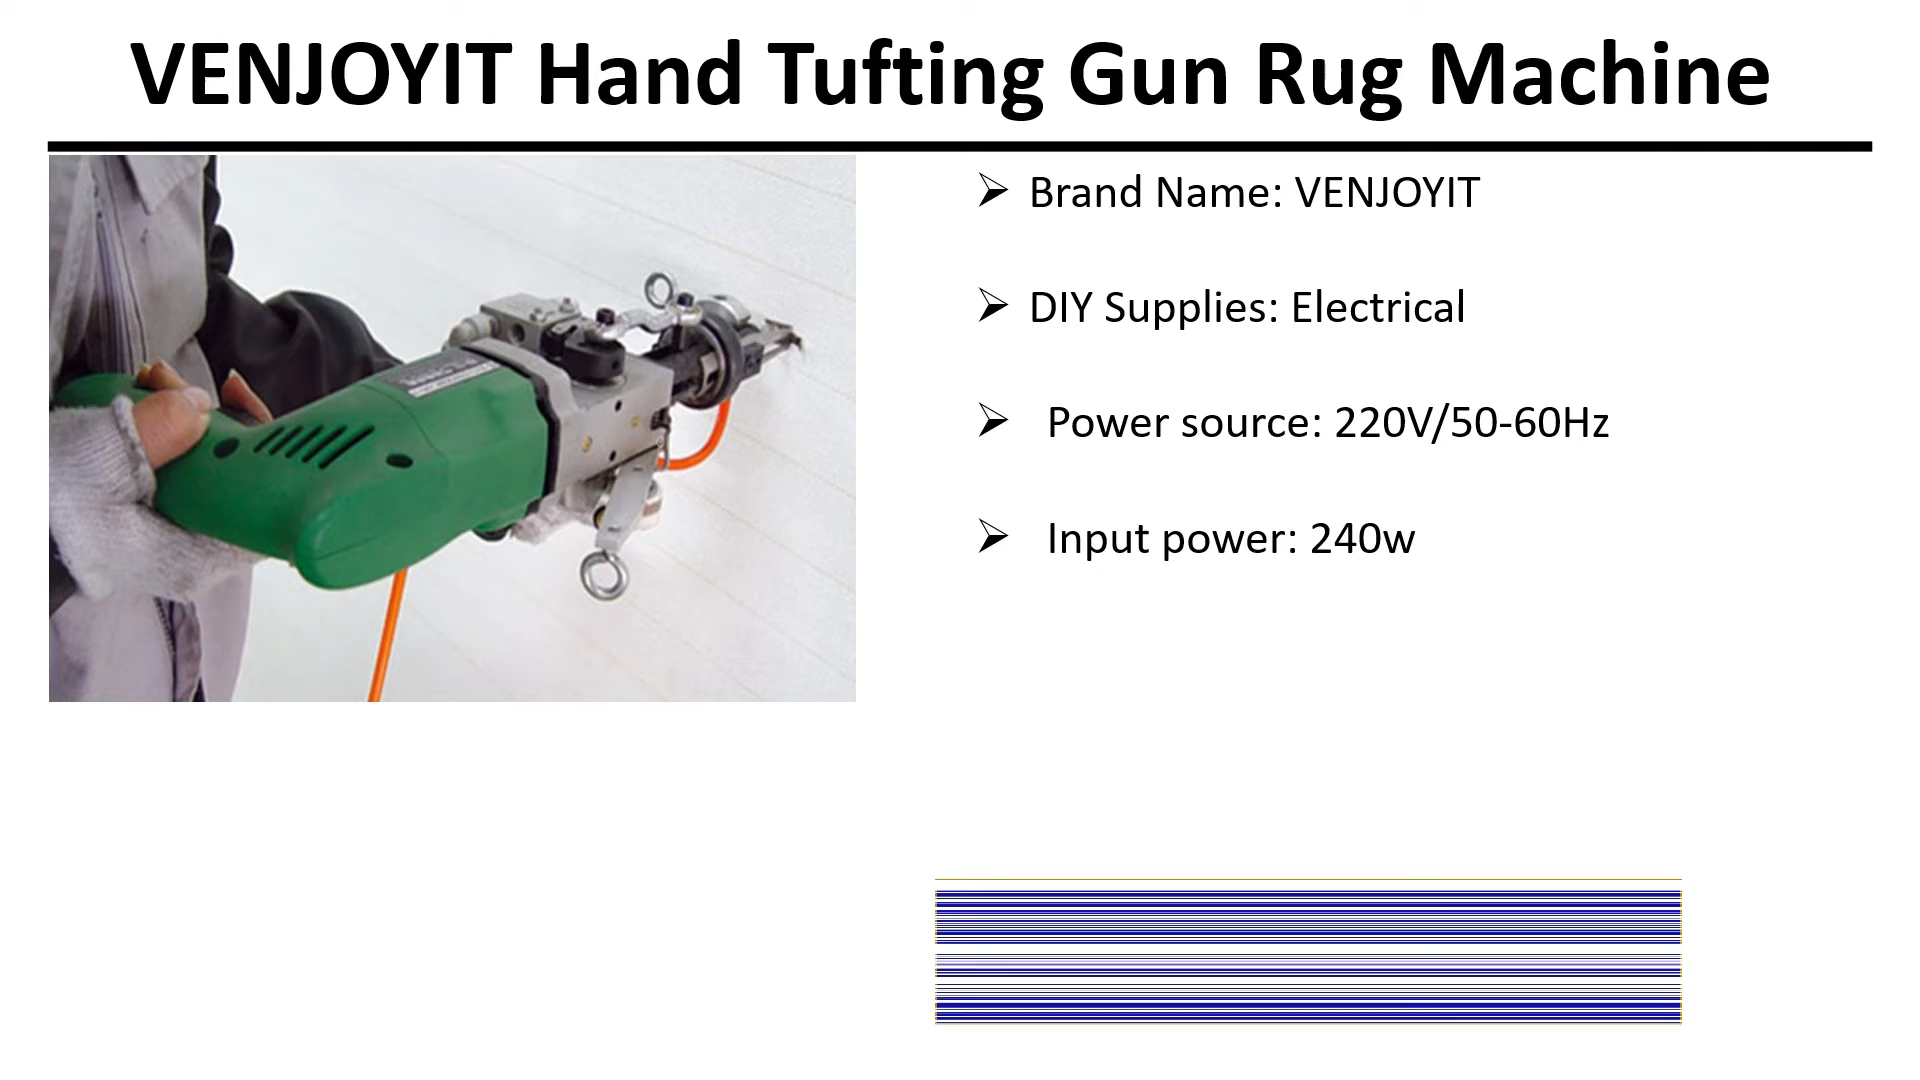 VENJOYIT Hand Tufting Gun Rug Machine
➢ Brand Name: VENJOYIT
➢ DIY Supplies: Electrical
➢ Power source: 220V/50-60Hz
➢ Input power: 240w